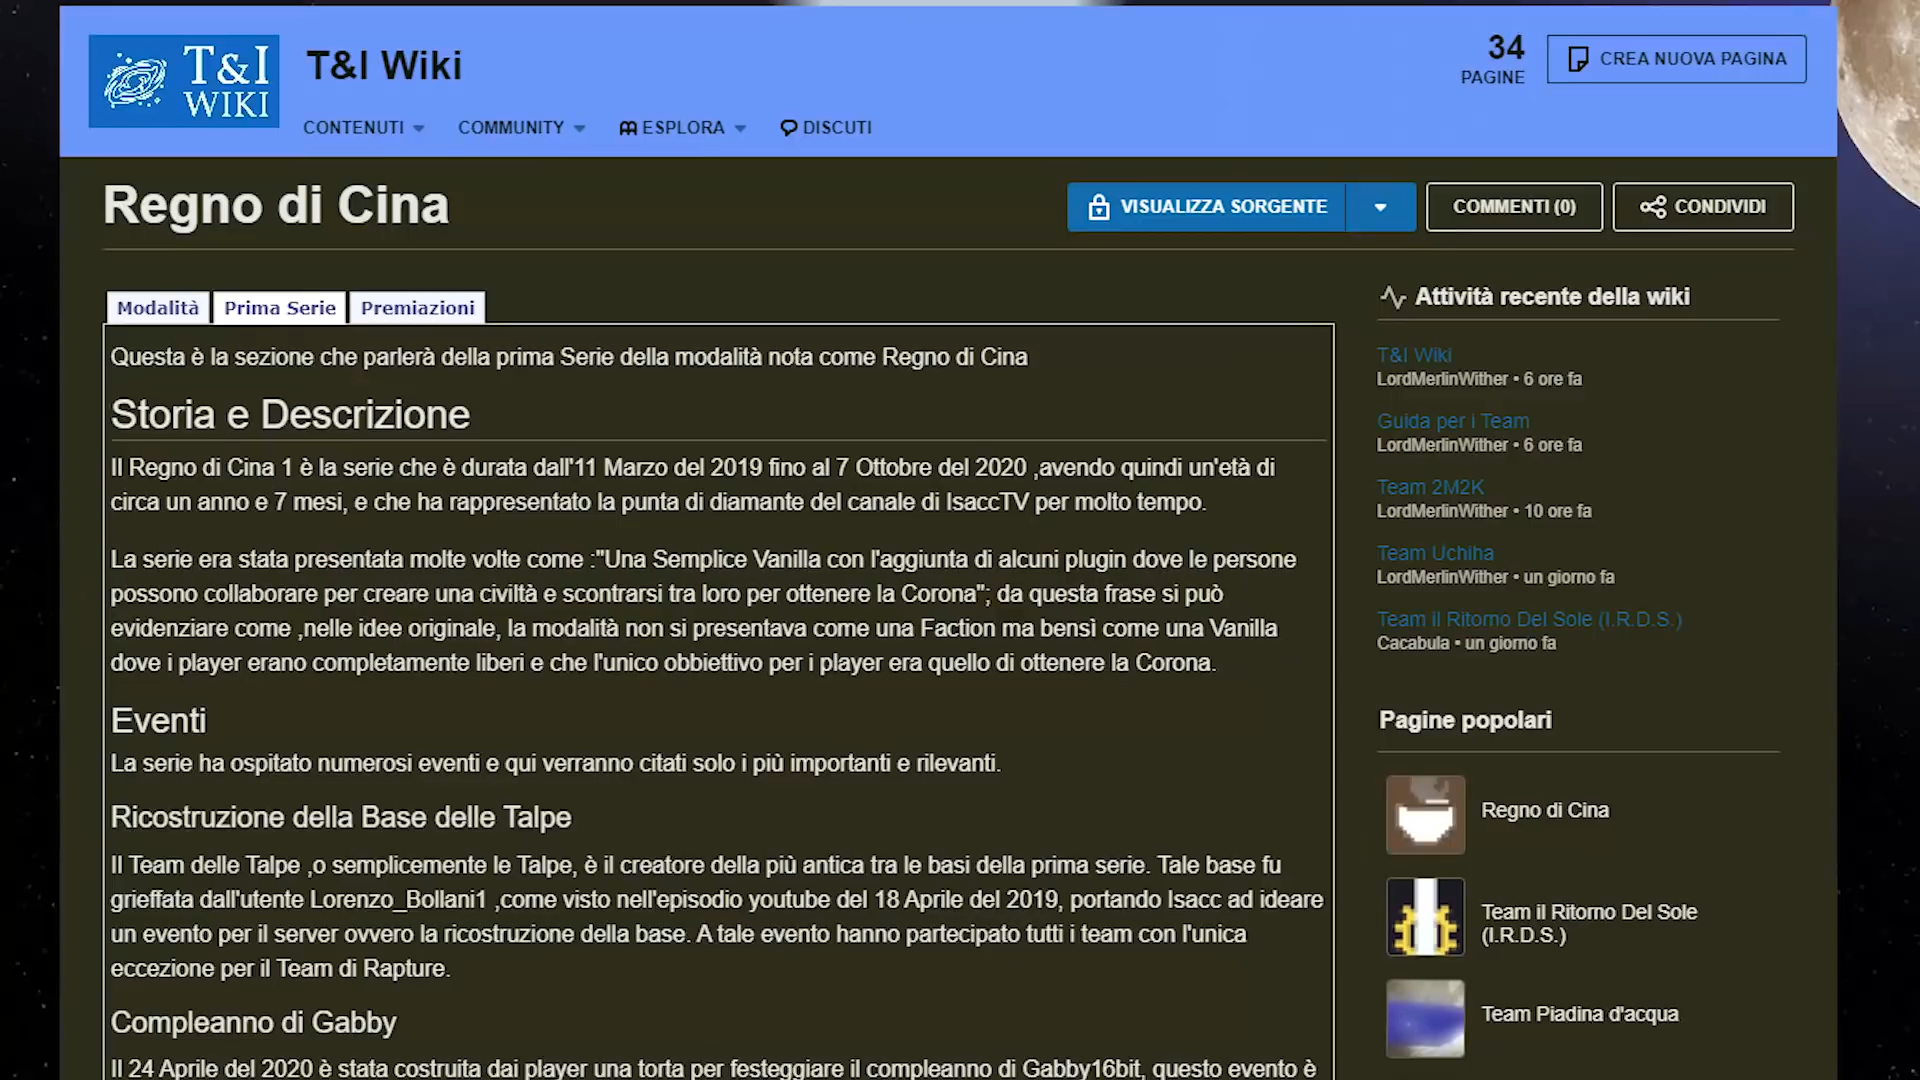 T&I
WIKI
T&I Wiki
34
PAGINE
CREA NUOVA PAGINA
CONTENUTI
COMMUNITY
ESPLORA
DISCUTI
Regno di Cina
VISUALIZZA SORGENTE
COMMENTI (0)
CONDIVIDI
Modalità
Prima Serie
Premiazioni
Questa è la sezione che parlerà della prima Serie della modalità nota come Regno di Cina
Storia e Descrizione
Il Regno di Cina 1 è la serie che è durata dall'11 Marzo del 2019 fino al 7 Ottobre del 2020 ,avendo quindi un'età di
circa un anno e 7 mesi, e che ha rappresentato la punta di diamante del canale di IsaccTV per molto tempo.
La serie era stata presentata molte volte come :"Una Semplice Vanilla con l'aggiunta di alcuni plugin dove le persone
possono collaborare per creare una civiltà e scontrarsi tra loro per ottenere la Corona"; da questa frase si può
evidenziare come ,nelle idee originale, la modalità non si presentava come una Faction ma bensì come una Vanilla
dove i player erano completamente liberi e che l'unico obbiettivo per i player era quello di ottenere la Corona.
Eventi
La serie ha ospitato numerosi eventi e qui verranno citati solo i più importanti e rilevanti.
Ricostruzione della Base delle Talpe
Il Team delle Talpe ,o semplicemente le Talpe, è il creatore della più antica tra le basi della prima serie. Tale base fu
grieffata dall'utente Lorenzo_Bollani1 ,come visto nell'episodio youtube del 18 Aprile del 2019, portando Isacc ad ideare
un evento per il server ovvero la ricostruzione della base. A tale evento hanno partecipato tutti i team con l'unica
eccezione per il Team di Rapture.
Compleanno di Gabby
Il 24 Aprile del 2020 è stata costruita dai player una torta per festeggiare il compleanno di Gabby16bit, questo evento è
Attività recente della wiki
T&I Wiki
LordMerlinWither • 6 ore fa
Guida per i Team
LordMerlinWither • 6 ore fa
Team 2M2K
LordMerlinWither • 10 ore fa
Team Uchiha
LordMerlinWither • un giorno fa
Team il Ritorno Del Sole (I.R.D.S.)
Cacabula • un giorno fa
Pagine popolari
Regno di Cina
Team il Ritorno Del Sole
(I.R.D.S.)
Team Piadina d'acqua